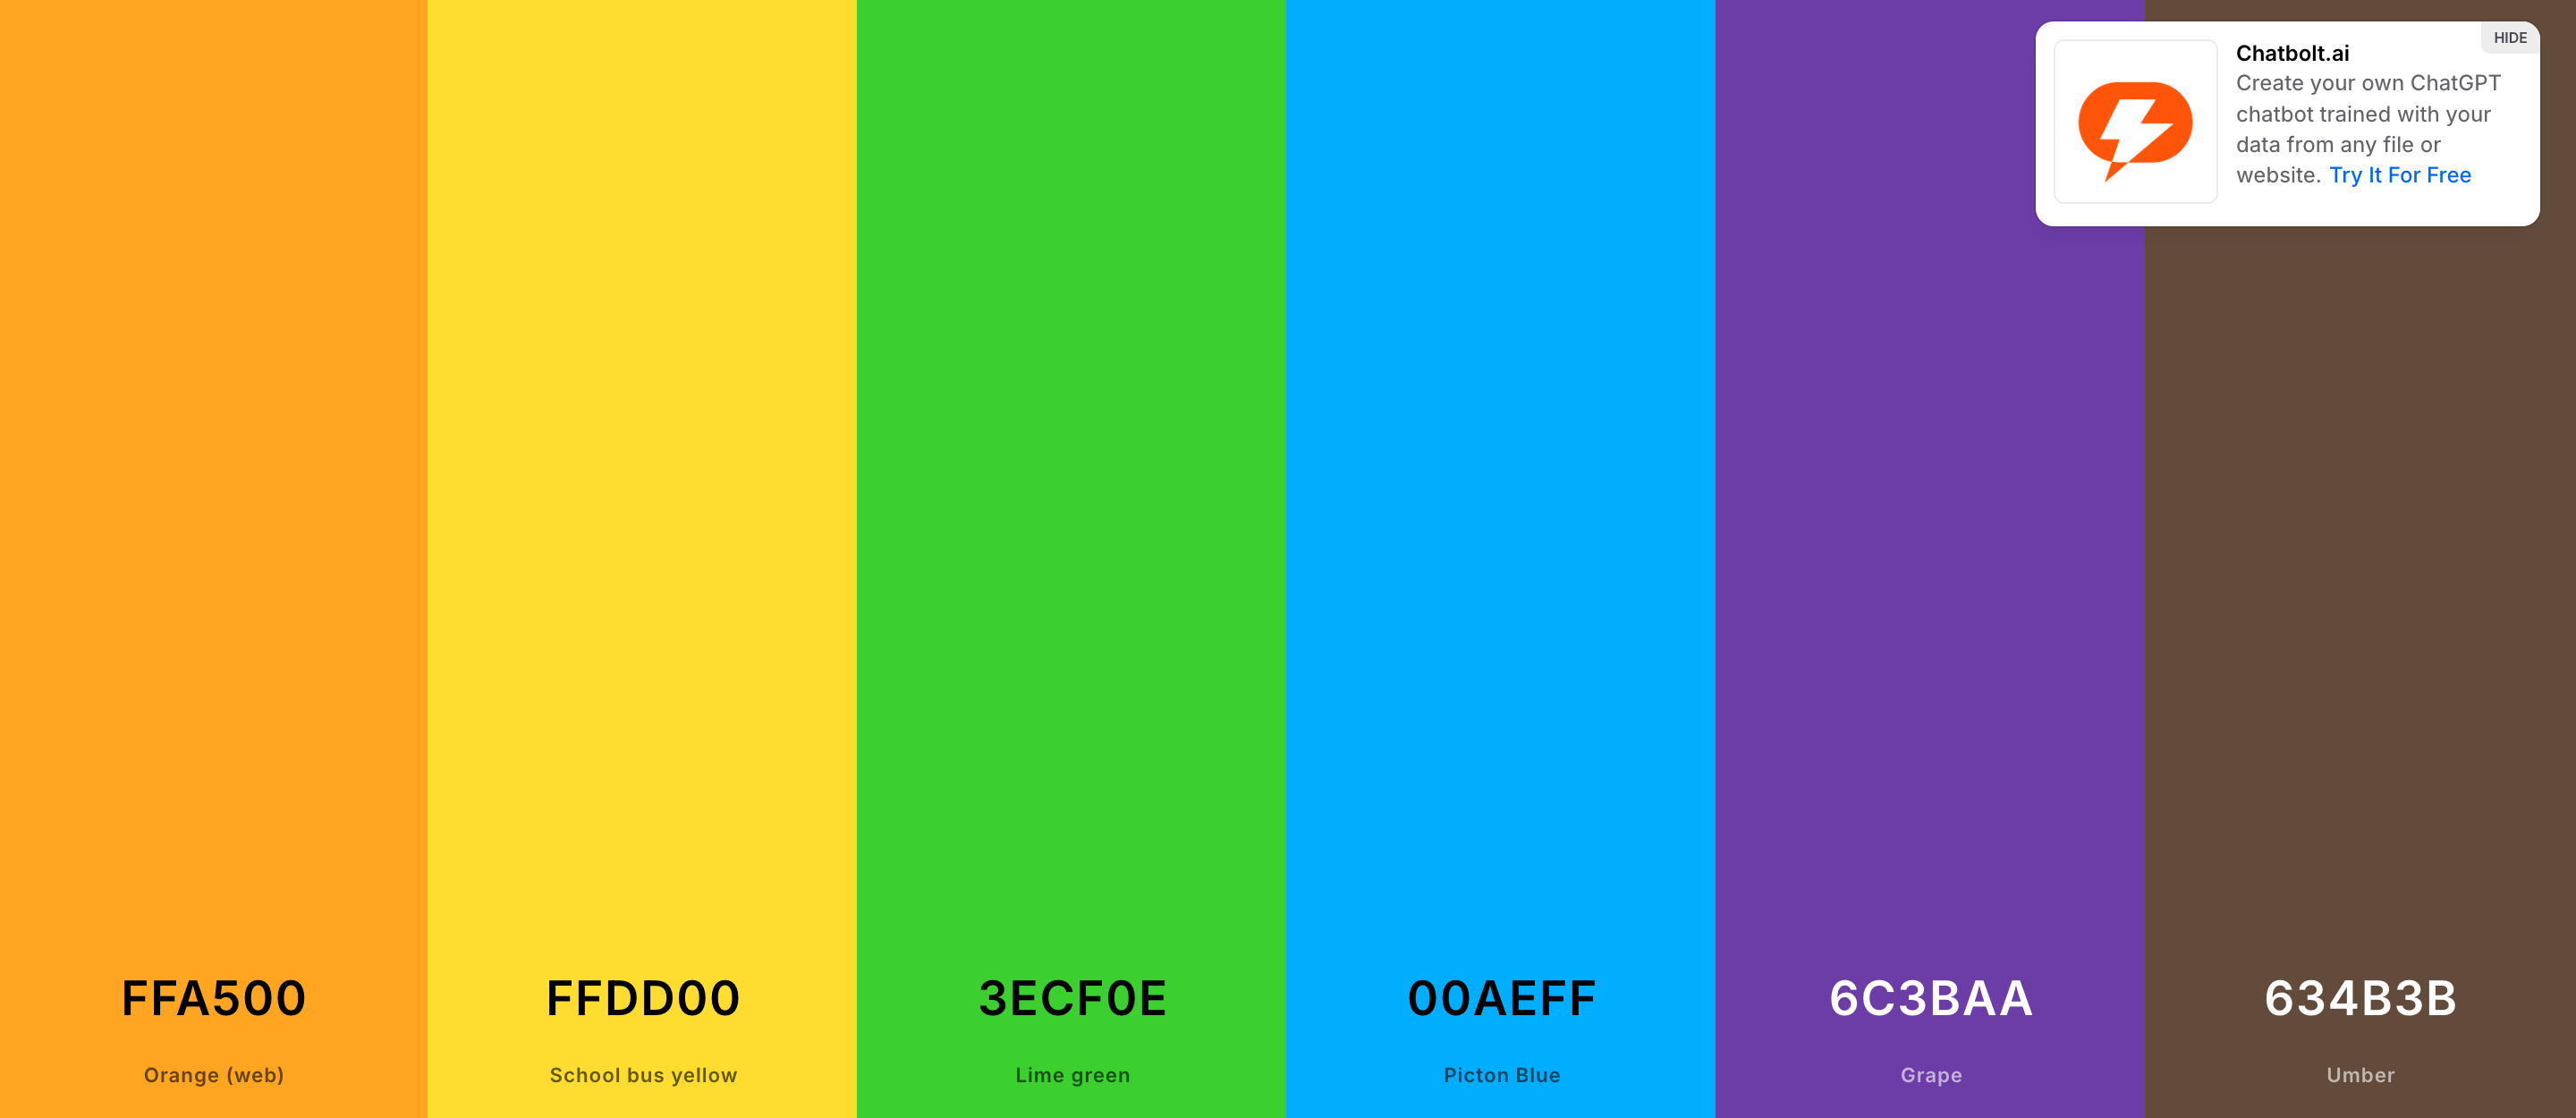 HIDE
Chatbolt.ai
Create your own ChatGPT
chatbot trained with your
data from any file or
website. Try It For Free
FFA500
FFDD00
3ECF0E
00AEFF
6C3BAA
634B3B
Orange (web)
School bus yellow
Lime green
Picton Blue
Grape
Umber